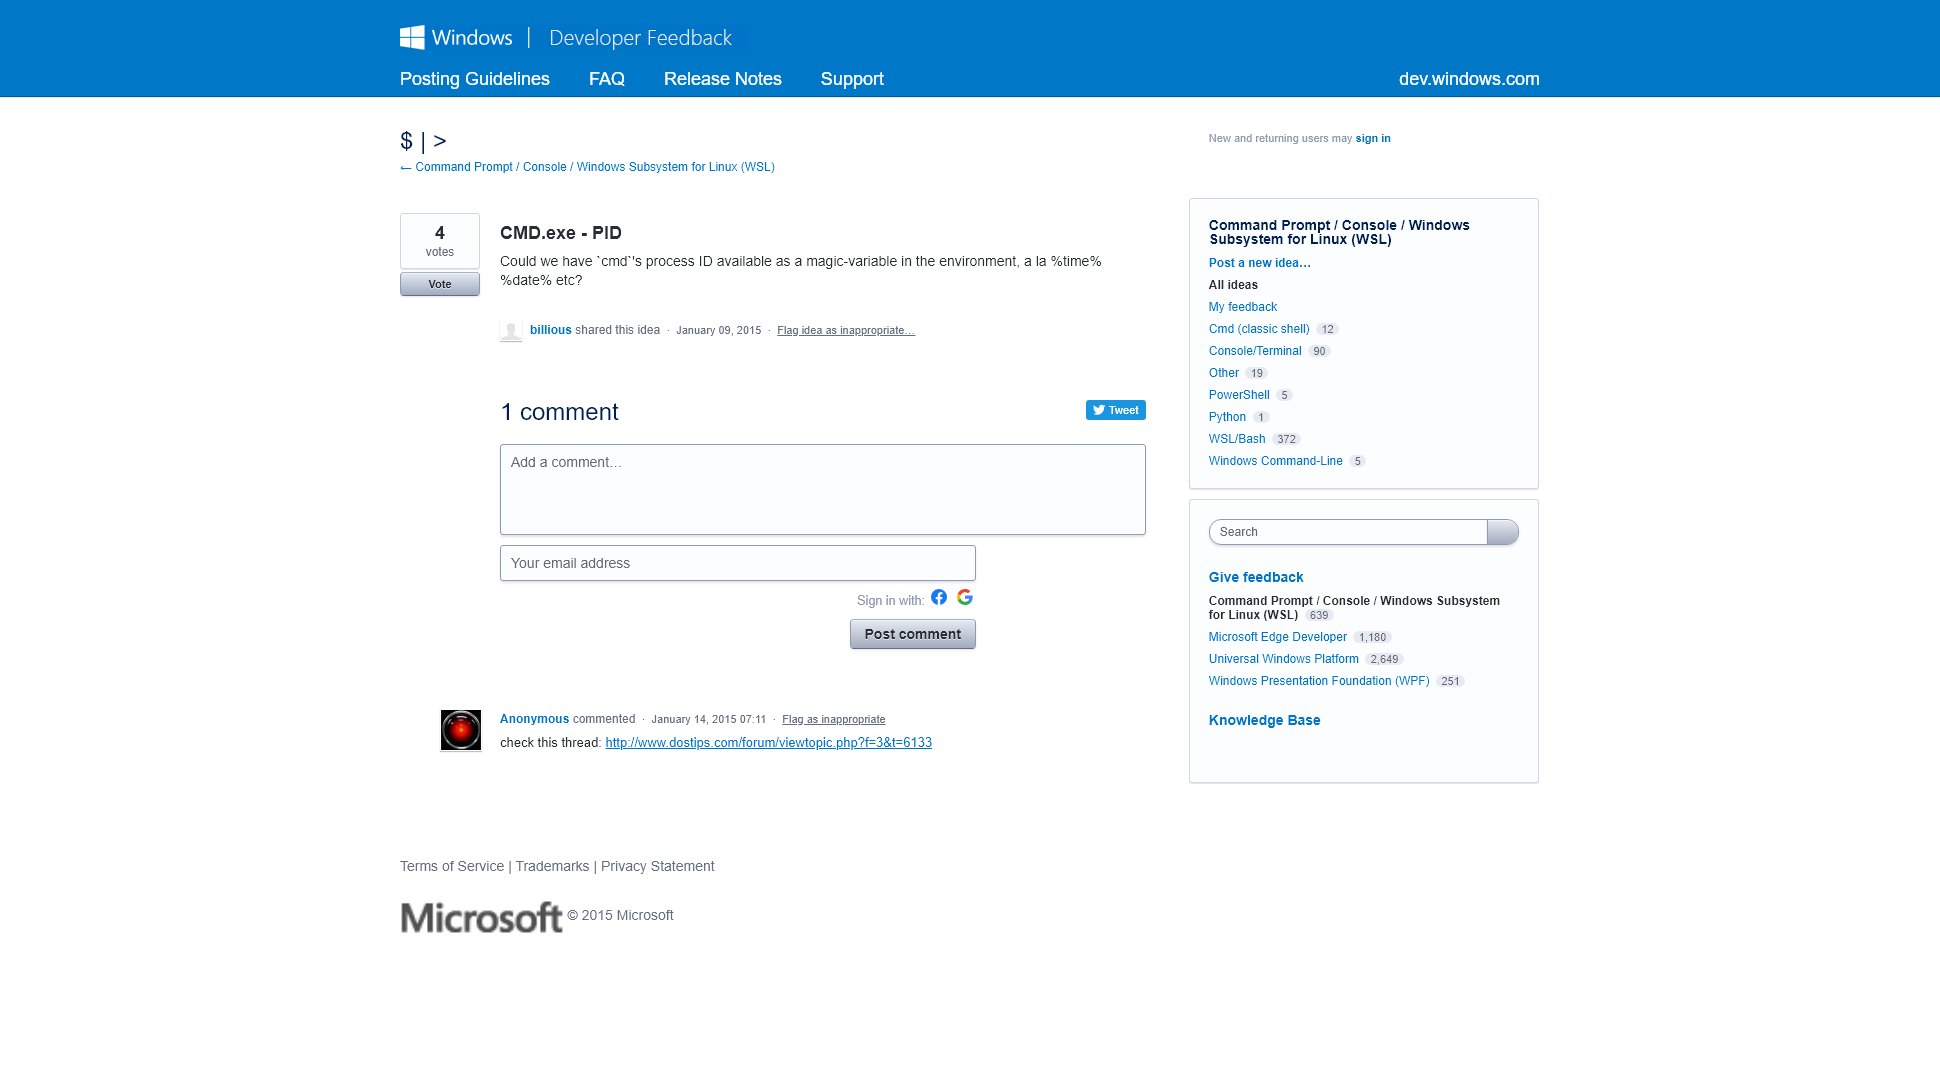 Windows | Developer Feedback
Posting Guidelines FAQ Release Notes Support dev.windows.com
$ | >
← Command Prompt / Console / Windows Subsystem for Linux (WSL)
4
votes
Vote
CMD.exe - PID
Could we have `cmd`'s process ID available as a magic-variable in the environment, a la %time%
%date% etc?
billious shared this idea · January 09, 2015 · Flag idea as inappropriate…
1 comment
Tweet
Add a comment…
Your email address
Sign in with:
Post comment
Anonymous commented · January 14, 2015 07:11 · Flag as inappropriate
check this thread: http://www.dostips.com/forum/viewtopic.php?f=3&t=6133
New and returning users may sign in
Command Prompt / Console / Windows
Subsystem for Linux (WSL)
Post a new idea…
All ideas
My feedback
Cmd (classic shell) 12
Console/Terminal 90
Other 19
PowerShell 5
Python 1
WSL/Bash 372
Windows Command-Line 5
Search
Give feedback
Command Prompt / Console / Windows Subsystem
for Linux (WSL) 639
Microsoft Edge Developer 1,180
Universal Windows Platform 2,649
Windows Presentation Foundation (WPF) 251
Knowledge Base
Terms of Service | Trademarks | Privacy Statement
Microsoft © 2015 Microsoft